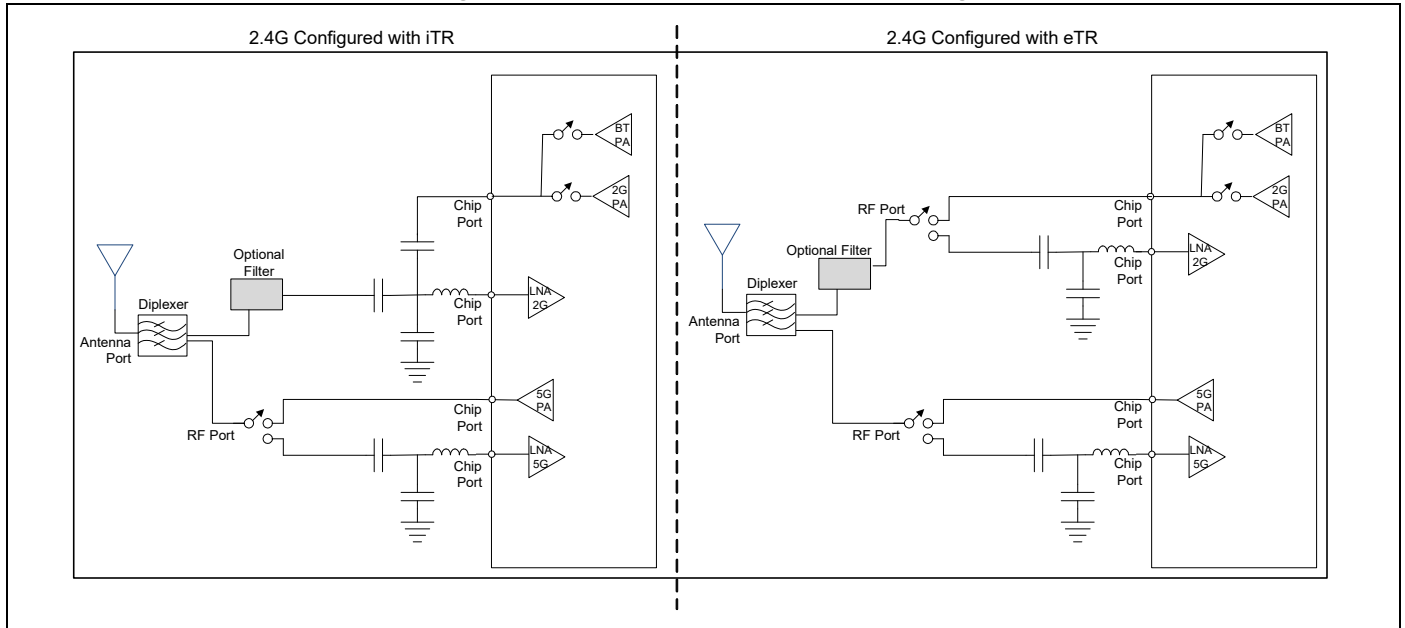 2.4G Configured with iTR
BT
PA
2G
PA
Chip
Port
Optional
Filter
LNA
2G
Chip
Port
Diplexer
Antenna
Port
5G
PA
Chip
Port
RF Port
LNA
5G
Chip
Port
2.4G Configured with eTR
BT
PA
2G
PA
RF Port
Chip
Port
Optional Filter
LNA
2G
Chip
Port
Diplexer
Antenna
Port
5G
PA
Chip
Port
RF Port
LNA
5G
Chip
Port